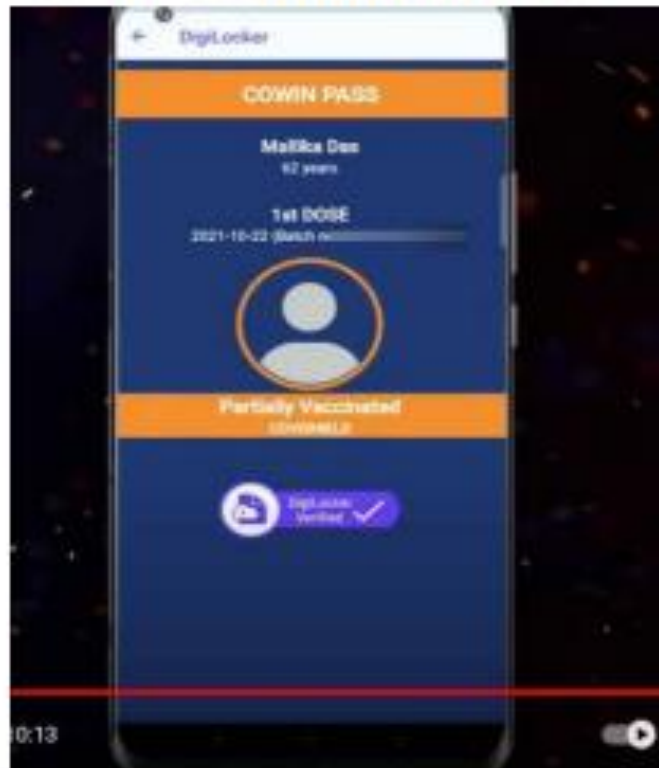 DigiLocker
COWIN PASS
Mallika Das
62 years
1st DOSE
2021-10-22 (Batch
Partially Vaccinated
COVISHIELD
DigiLocker
Verified
0:13